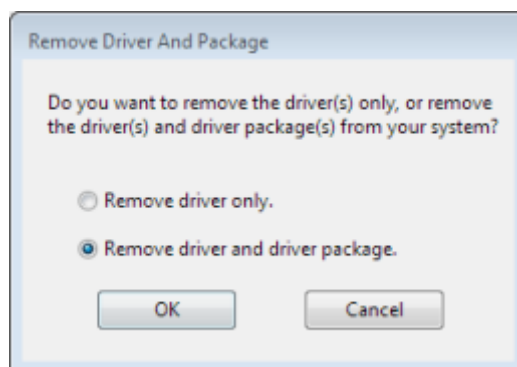 Remove Driver And Package
Do you want to remove the driver(s) only, or remove
the driver(s) and driver package(s) from your system?
Remove driver only.
Remove driver and driver package.
OK
Cancel